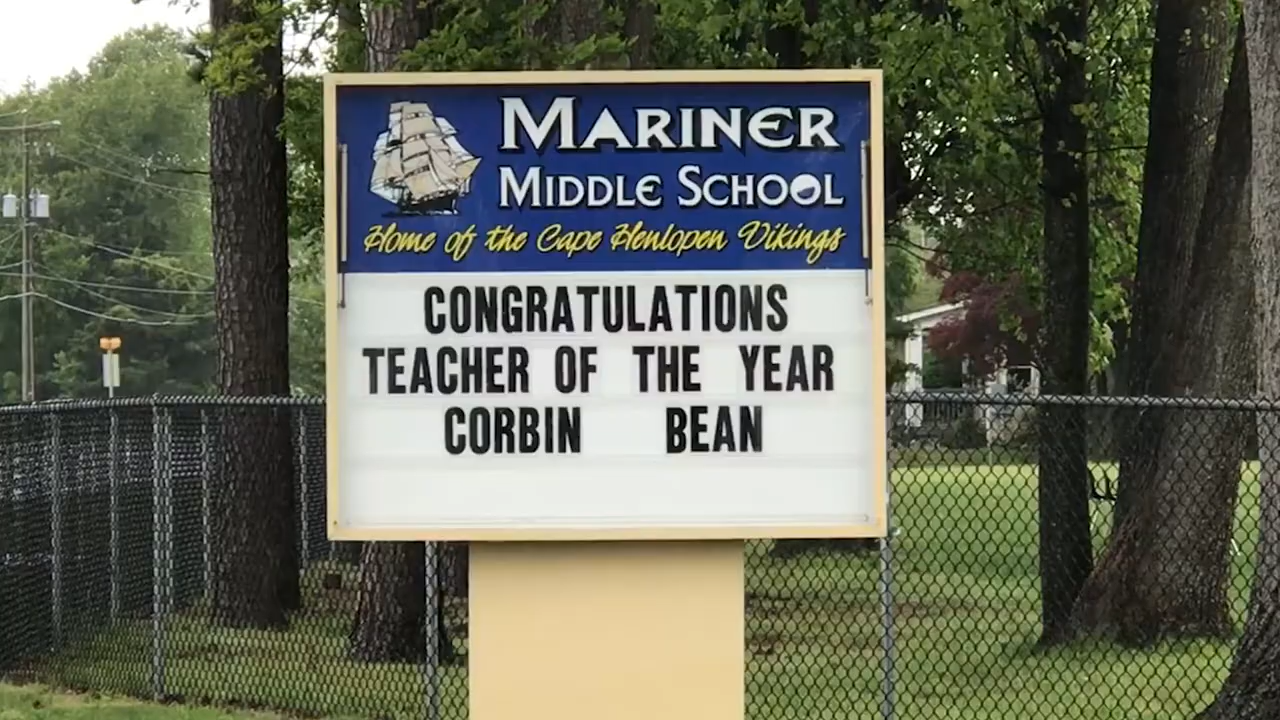 MARINER
MIDDLE SCHOOL
Home of the Cape Henlopen Vikings
CONGRATULATIONS
TEACHER OF THE YEAR
CORBIN BEAN